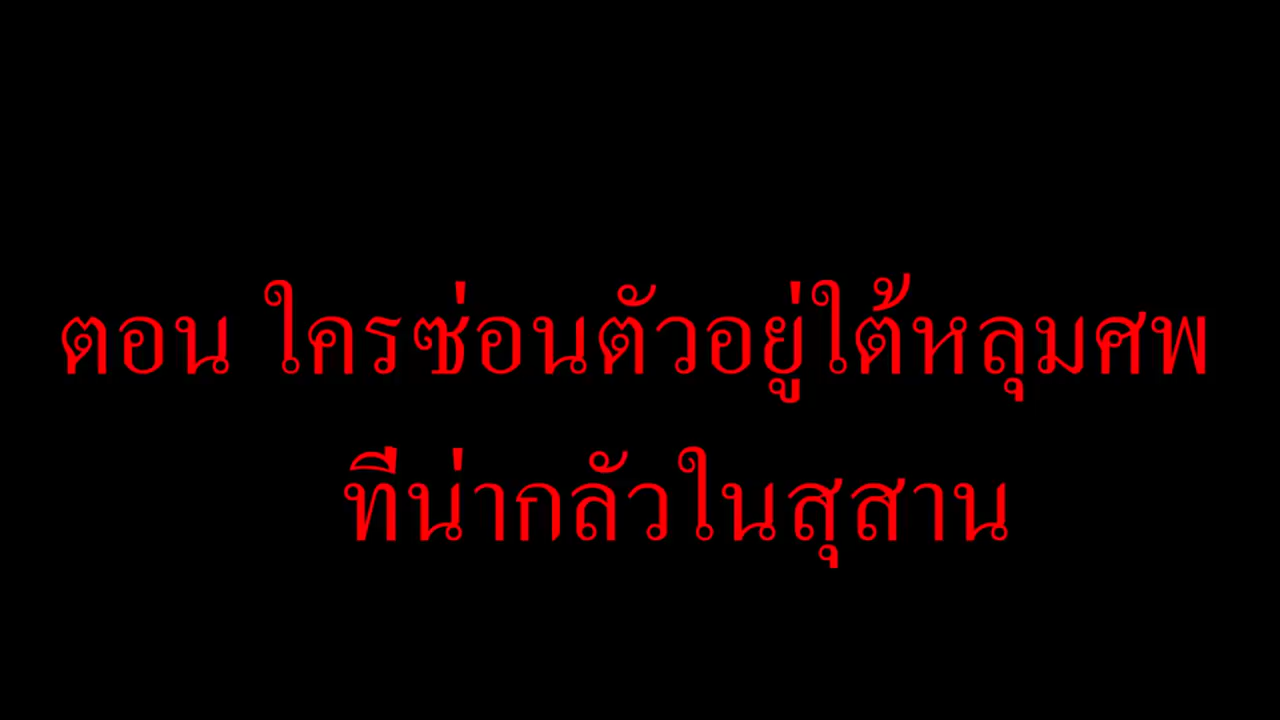 ตอน ใครซ่อนตัวอยู่ใต้หลุมศพ
ที่น่ากลัวในสุสาน